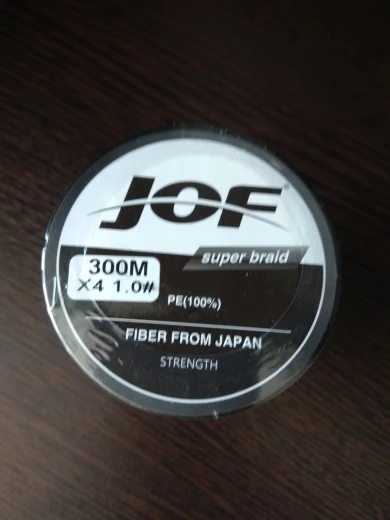 JOF
super braid
300M
X4 1.0#
PE(100%)
FIBER FROM JAPAN
STRENGTH